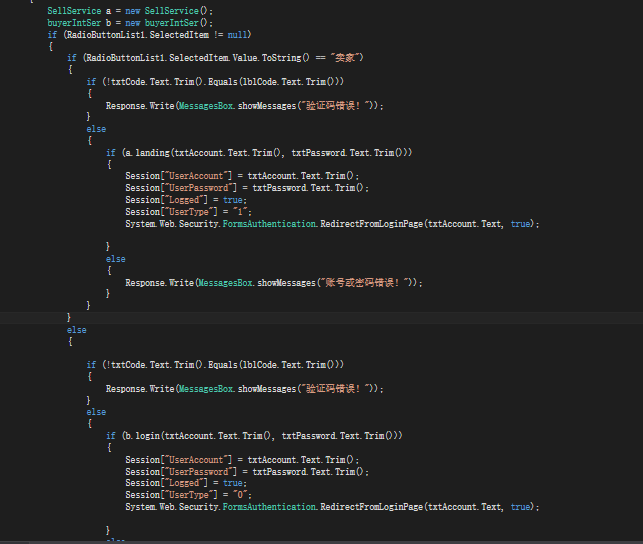 {
SellService a = new SellService();
buyerIntSer b = new buyerIntSer();
if (RadioButtonList1.SelectedItem != null)
{
if (RadioButtonList1.SelectedItem.Value.ToString() == "卖家")
{
if (!txtCode.Text.Trim().Equals(lblCode.Text.Trim()))
{
Response.Write(MessagesBox.showMessages("验证码错误！"));
}
else
{
if (a.landing(txtAccount.Text.Trim(), txtPassword.Text.Trim()))
{
Session["UserAccount"] = txtAccount.Text.Trim();
Session["UserPassword"] = txtPassword.Text.Trim();
Session["Logged"] = true;
Session["UserType"] = "1";
System.Web.Security.FormsAuthentication.RedirectFromLoginPage(txtAccount.Text, true);
}
else
{
Response.Write(MessagesBox.showMessages("账号或密码错误！"));
}
}
}
else
{
if (!txtCode.Text.Trim().Equals(lblCode.Text.Trim()))
{
Response.Write(MessagesBox.showMessages("验证码错误！"));
}
else
{
if (b.login(txtAccount.Text.Trim(), txtPassword.Text.Trim()))
{
Session["UserAccount"] = txtAccount.Text.Trim();
Session["UserPassword"] = txtPassword.Text.Trim();
Session["Logged"] = true;
Session["UserType"] = "0";
System.Web.Security.FormsAuthentication.RedirectFromLoginPage(txtAccount.Text, true);
}
else